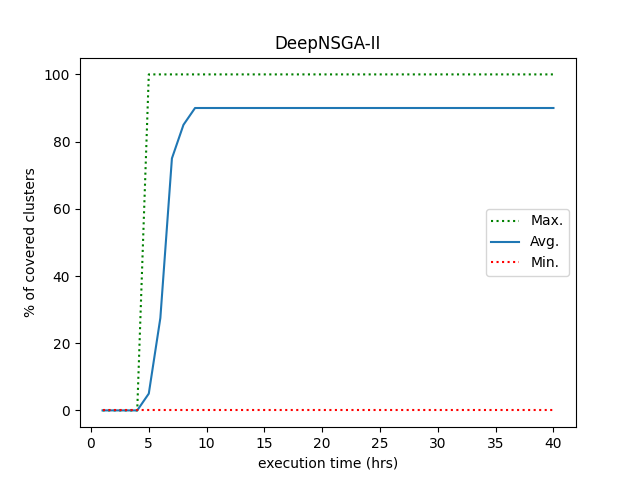 DeepNSGA-II
100
80
60
40
20
0
% of covered clusters
Max.
Avg.
Min.
0 5 10 15 20 25 30 35 40
execution time (hrs)